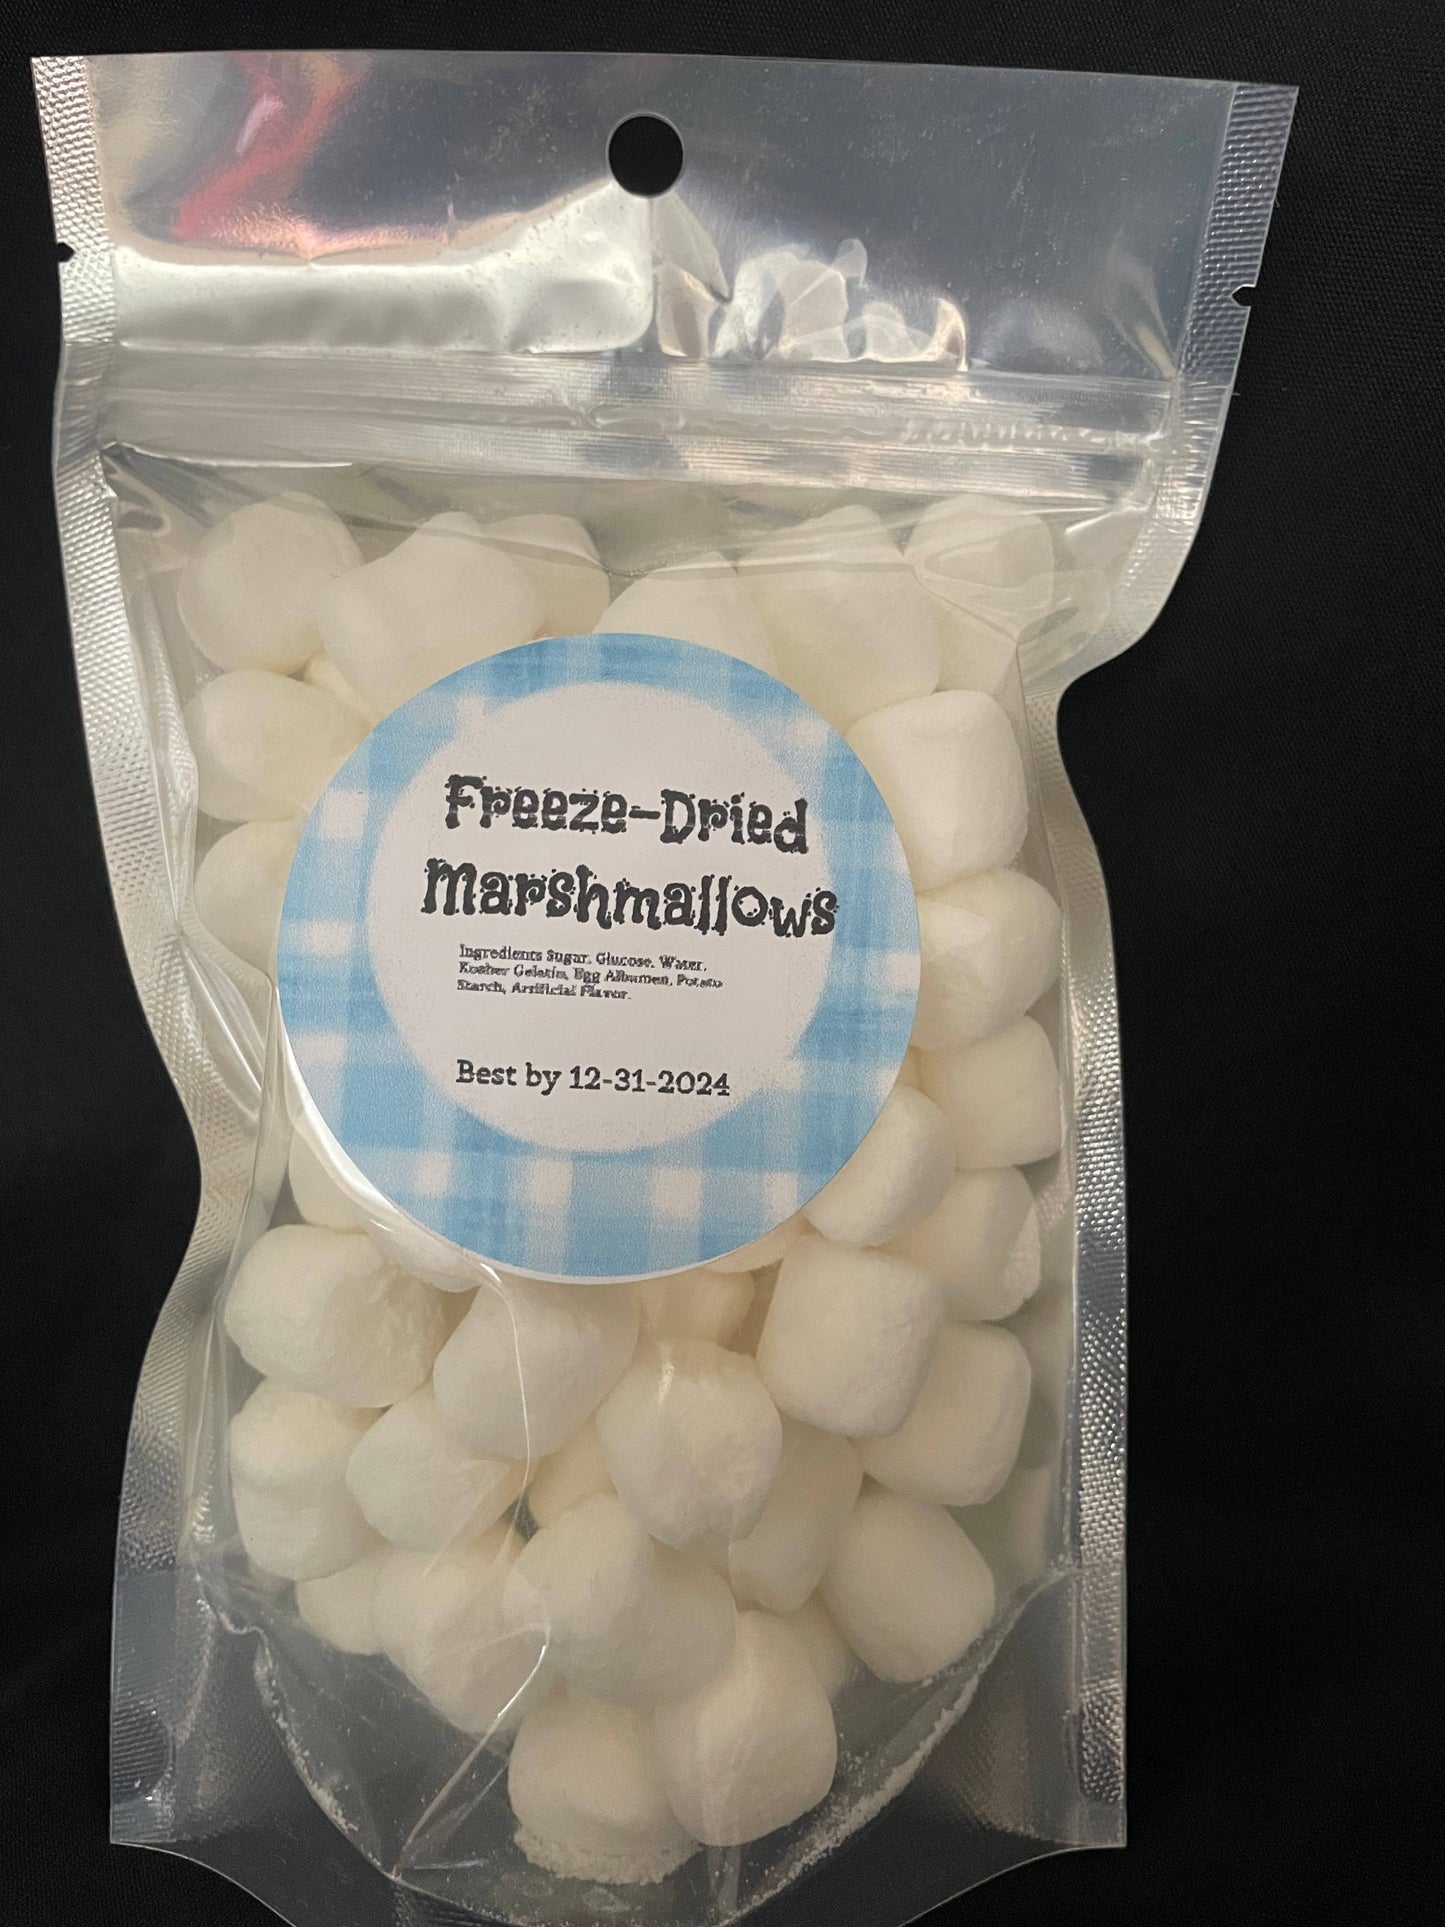 Freeze-Dried
Marshmallows
Ingredients Sugar, Glucose, Water,
Kosher Gelatin, Egg Albumen, Potato
Starch, Artificial Flavor.
Best by 12-31-2024